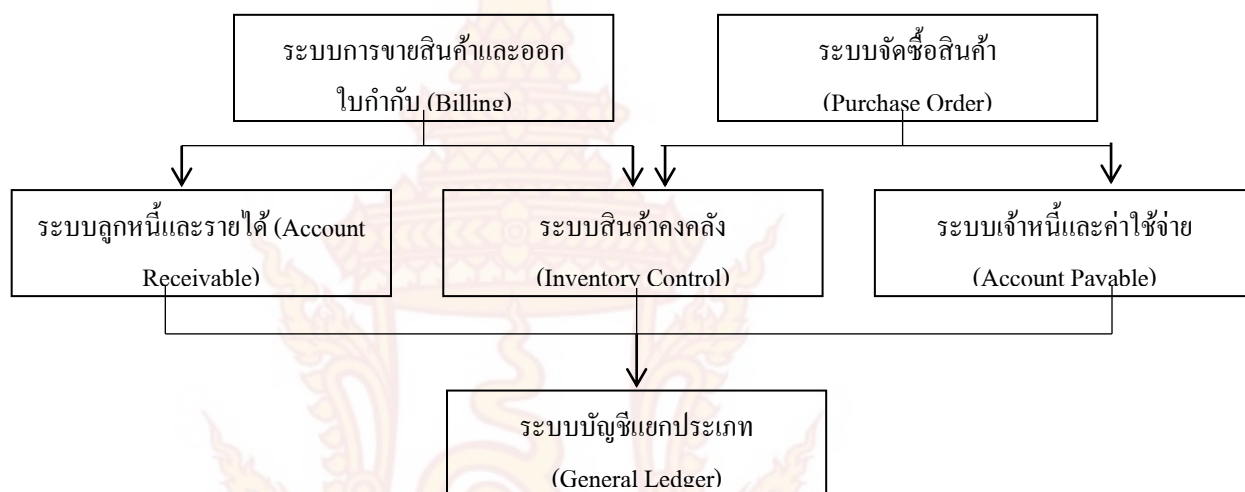 ระบบการขายสินค้าและออก
ใบกำกับ (Billing)
ระบบจัดซื้อสินค้า
(Purchase Order)
ระบบลูกหนี้และรายได้ (Account
Receivable)
ระบบสินค้าคงคลัง
(Inventory Control)
ระบบเจ้าหนี้และค่าใช้จ่าย
(Account Payable)
ระบบบัญชีแยกประเภท
(General Ledger)